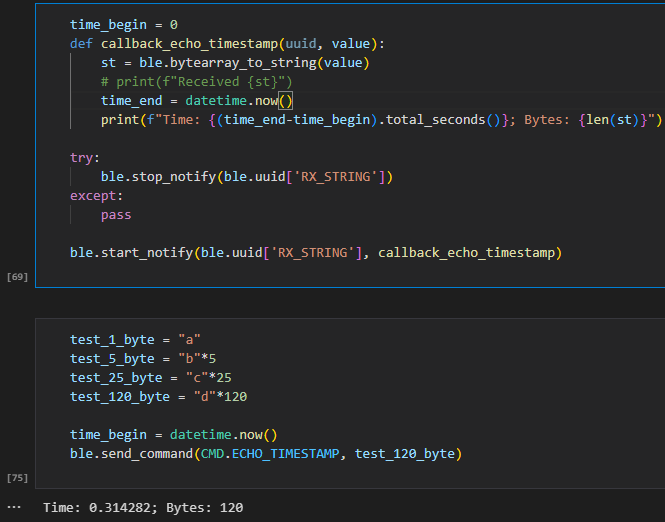 time_begin = 0
def callback_echo_timestamp(uuid, value):
    st = ble.bytearray_to_string(value)
    # print(f"Received {st}")
    time_end = datetime.now()
    print(f"Time: {(time_end-time_begin).total_seconds()}; Bytes: {len(st)}")
try:
    ble.stop_notify(ble.uuid['RX_STRING'])
except:
    pass
ble.start_notify(ble.uuid['RX_STRING'], callback_echo_timestamp)
[69]
test_1_byte = "a"
test_5_byte = "b"*5
test_25_byte = "c"*25
test_120_byte = "d"*120
time_begin = datetime.now()
ble.send_command(CMD.ECHO_TIMESTAMP, test_120_byte)
[75]
... Time: 0.314282; Bytes: 120